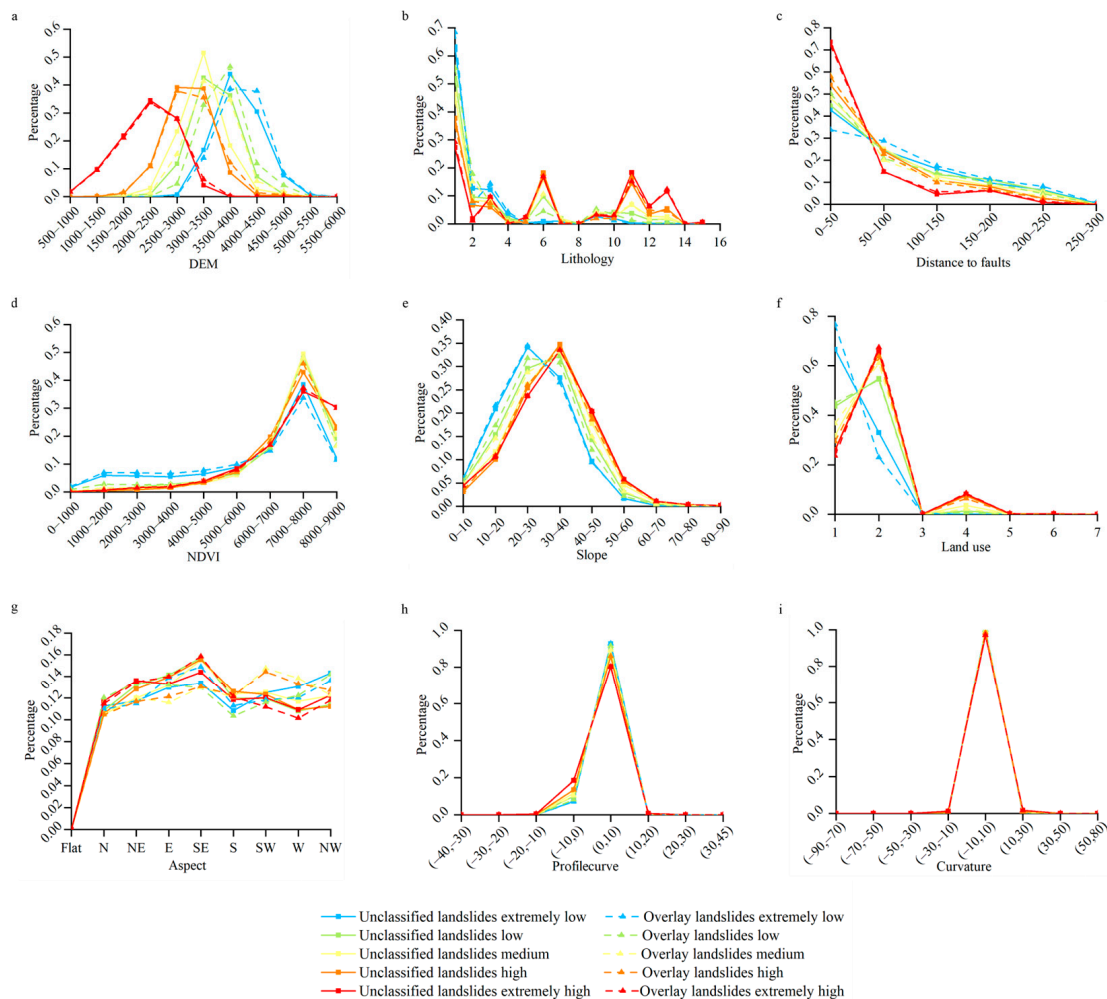 a
Percentage
0.6
0.5
0.4
0.3
0.2
0.1
0.0
500–1000
1000–1500
1500–2000
2000–2500
2500–3000
3000–3500
3500–4000
4000–4500
4500–5000
5000–5500
5500–6000
DEM
b
Percentage
0.7
0.6
0.5
0.4
0.3
0.2
0.1
0.0
2 4 6 8 10 12 14 16
Lithology
c
Percentage
0.8
0.7
0.6
0.5
0.4
0.3
0.2
0.1
0.0
0–50
50–100
100–150
150–200
200–250
250–300
Distance to faults
d
Percentage
0.6
0.5
0.4
0.3
0.2
0.1
0.0
0–1000
1000–2000
2000–3000
3000–4000
4000–5000
5000–6000
6000–7000
7000–8000
8000–9000
NDVI
e
Percentage
0.40
0.35
0.30
0.25
0.20
0.15
0.10
0.05
0.00
0–10
10–20
20–30
30–40
40–50
50–60
60–70
70–80
80–90
Slope
f
Percentage
0.8
0.6
0.4
0.2
0.0
1 2 3 4 5 6 7
Land use
g
Percentage
0.18
0.16
0.14
0.12
0.10
0.08
0.06
0.04
0.02
0.00
Flat N NE E SE S SW W NW
Aspect
h
Percentage
1.0
0.8
0.6
0.4
0.2
0.0
(–40,–30)
(–30,–20)
(–20,–10)
(–10,0)
(0,10)
(10,20)
(20,30)
(30,45)
Profilecurve
i
Percentage
1.0
0.8
0.6
0.4
0.2
0.0
(–90,–70)
(–70,–50)
(–50,–30)
(–30,–10)
(–10,10)
(10,30)
(30,50)
(50,80)
Curvature
Unclassified landslides extremely low
Overlay landslides extremely low
Unclassified landslides low
Overlay landslides low
Unclassified landslides medium
Overlay landslides medium
Unclassified landslides high
Overlay landslides high
Unclassified landslides extremely high
Overlay landslides extremely high